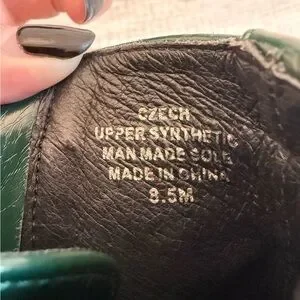 CZECH
UPPER SYNTHETIC
MAN MADE SOLE
MADE IN CHINA
8.5M